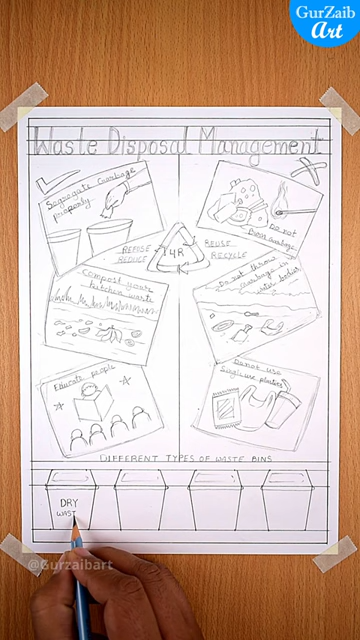 GurZaib
Art
Waste Disposal Management
Segregate Garbage
properly
Do not
Burn garbage
REFUSE
REDUCE
4R
REUSE
RECYCLE
Compost your
kitchen waste
Do not throw
Garbage in
water bodies
Educate people
Do not use
Single use plastics
DIFFERENT TYPES OF WASTE BINS
DRY
WAST
@Gurzaibart